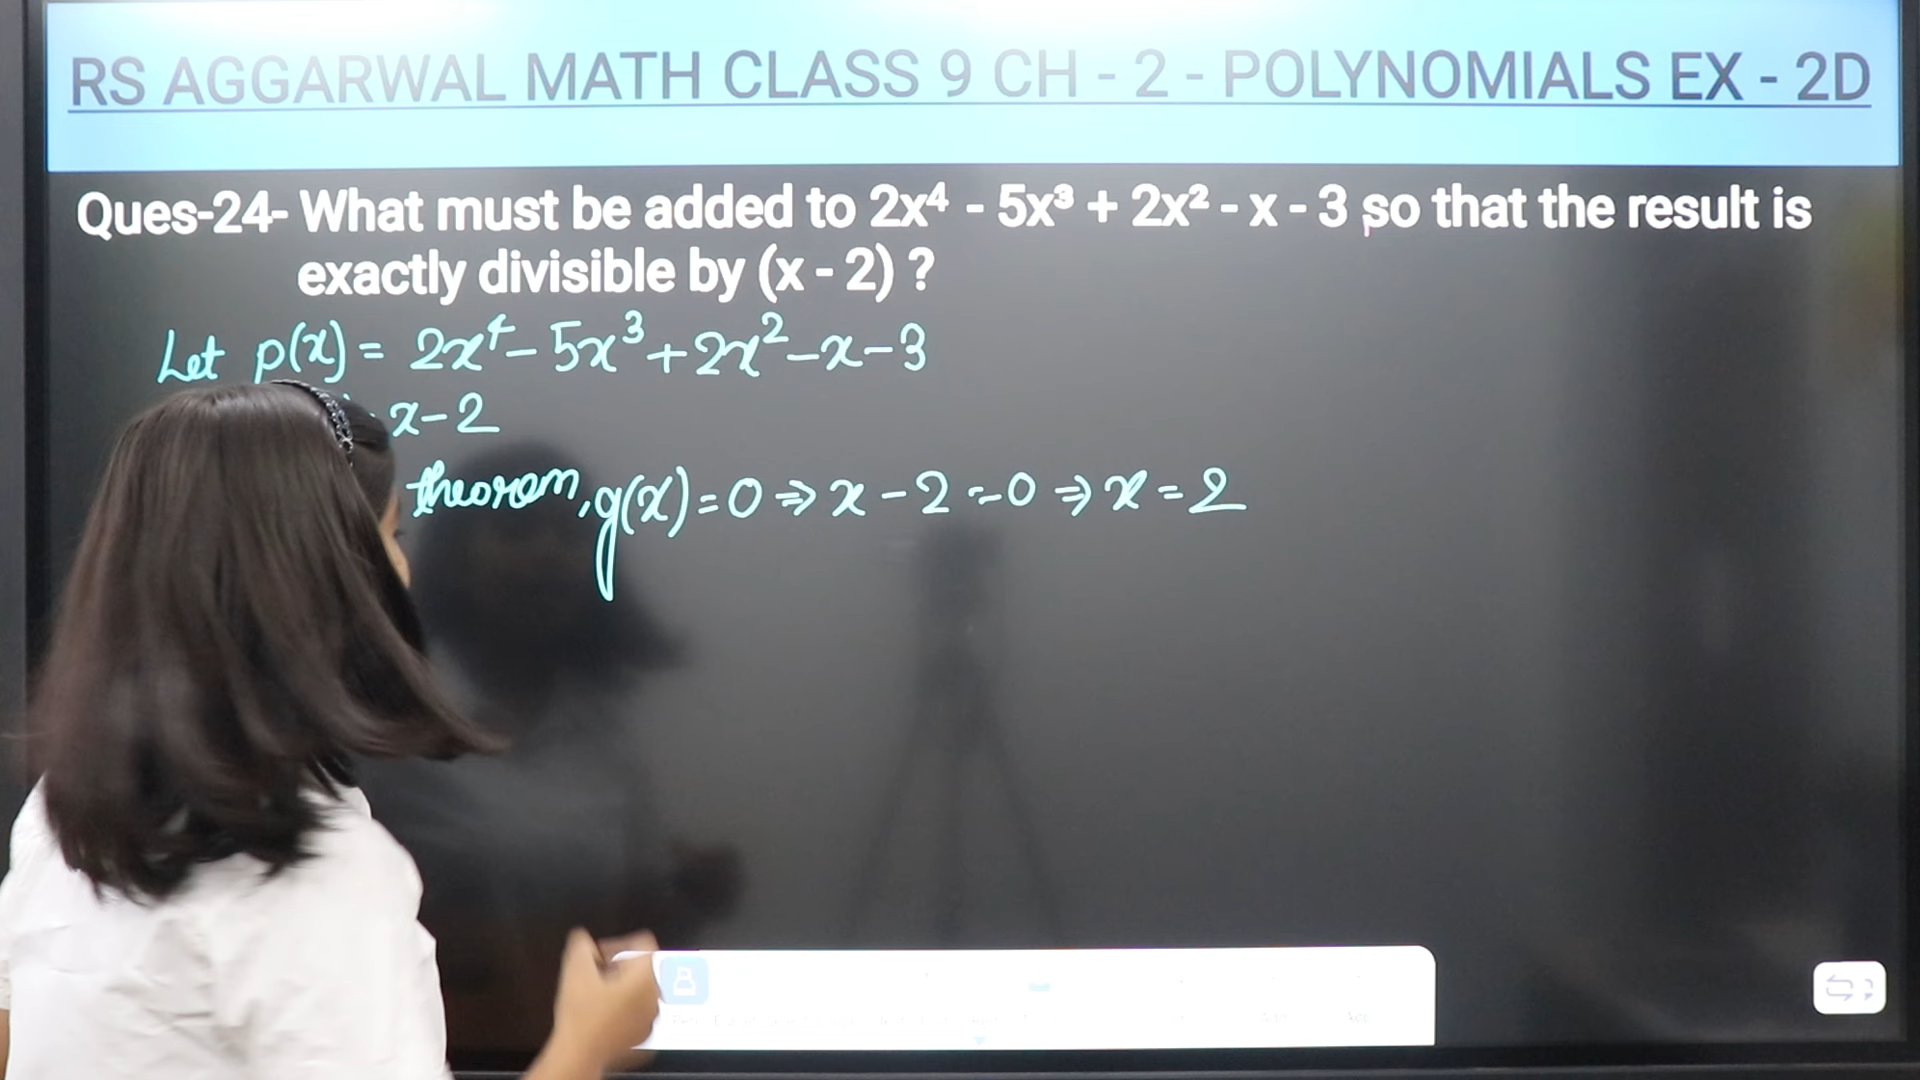 RS AGGARWAL MATH CLASS 9 CH - 2 - POLYNOMIALS EX - 2D
Ques-24- What must be added to 2x⁴ - 5x³ + 2x² - x - 3 so that the result is
exactly divisible by (x - 2) ?
Let p(x) = 2x⁴ - 5x³ + 2x² - x - 3
x - 2
theorem, g(x) = 0 ⇒ x - 2 = 0 ⇒ x = 2